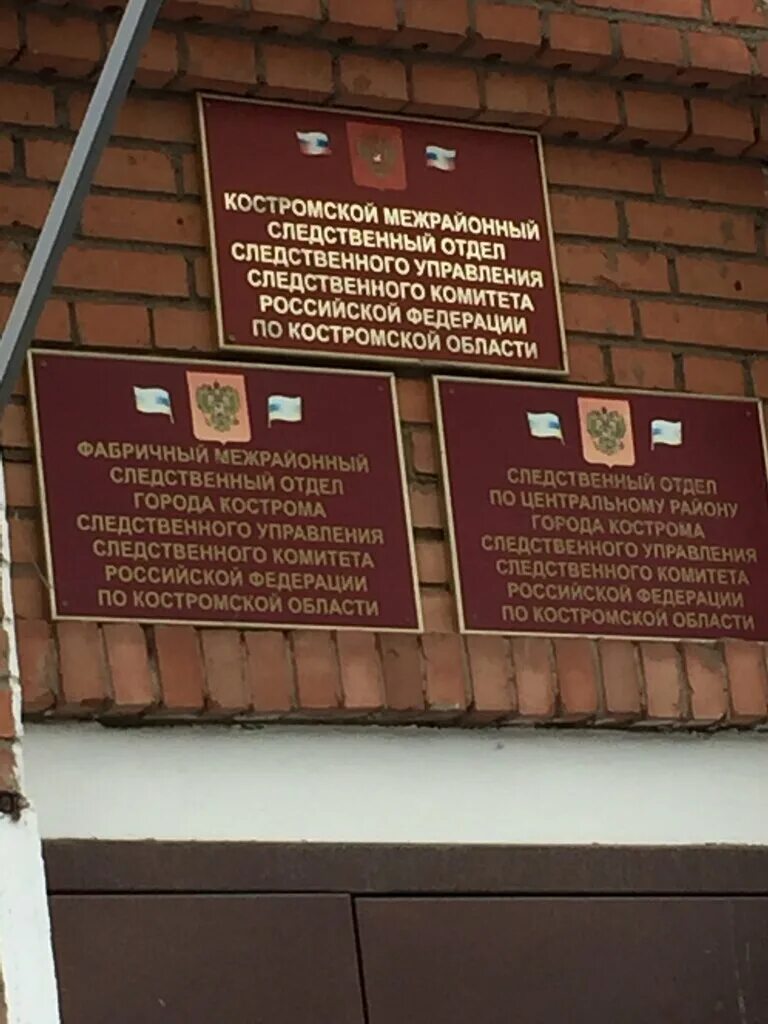 КОСТРОМСКОЙ МЕЖРАЙОННЫЙ
СЛЕДСТВЕННЫЙ ОТДЕЛ
СЛЕДСТВЕННОГО УПРАВЛЕНИЯ
СЛЕДСТВЕННОГО КОМИТЕТА
РОССИЙСКОЙ ФЕДЕРАЦИИ
ПО КОСТРОМСКОЙ ОБЛАСТИ
ФАБРИЧНЫЙ МЕЖРАЙОННЫЙ
СЛЕДСТВЕННЫЙ ОТДЕЛ
ГОРОДА КОСТРОМА
СЛЕДСТВЕННОГО УПРАВЛЕНИЯ
СЛЕДСТВЕННОГО КОМИТЕТА
РОССИЙСКОЙ ФЕДЕРАЦИИ
ПО КОСТРОМСКОЙ ОБЛАСТИ
СЛЕДСТВЕННЫЙ ОТДЕЛ
ПО ЦЕНТРАЛЬНОМУ РАЙОНУ
ГОРОДА КОСТРОМА
СЛЕДСТВЕННОГО УПРАВЛЕНИЯ
СЛЕДСТВЕННОГО КОМИТЕТА
РОССИЙСКОЙ ФЕДЕРАЦИИ
ПО КОСТРОМСКОЙ ОБЛАСТИ